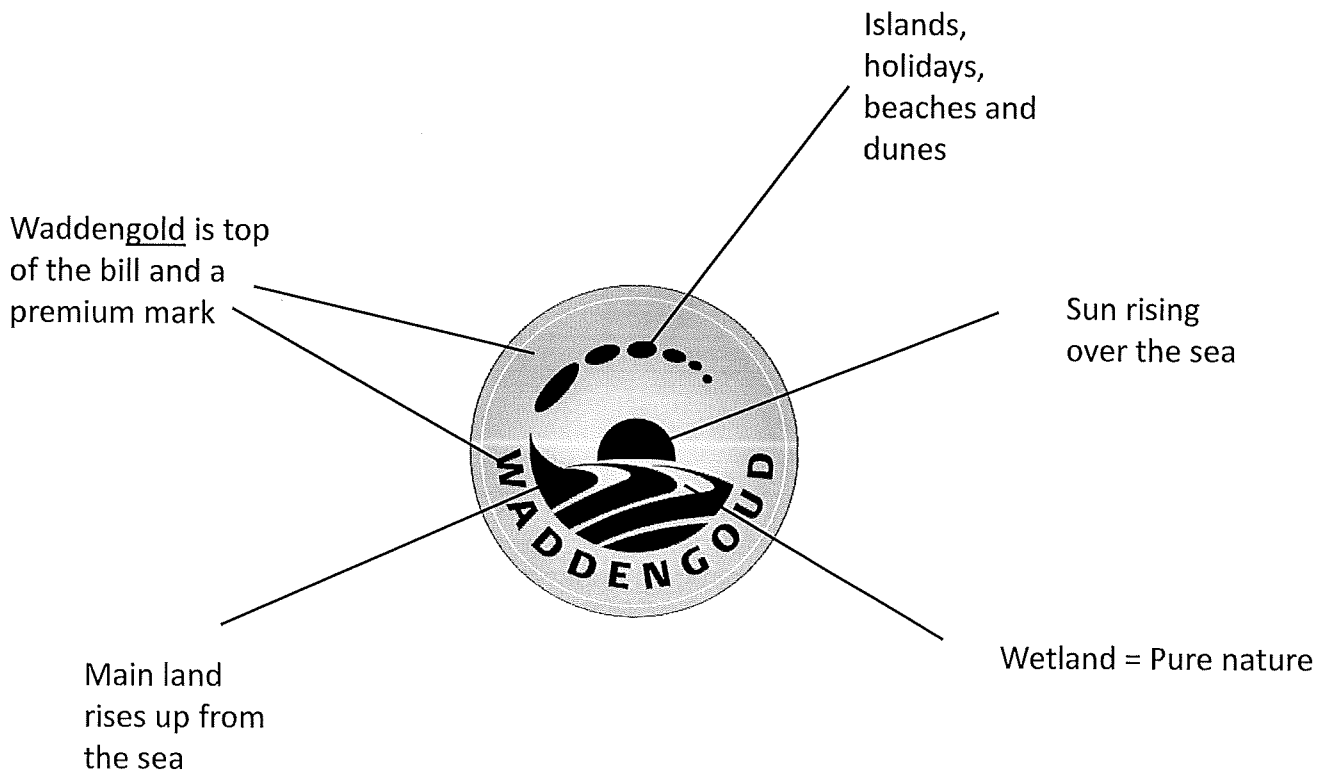 Islands,
holidays,
beaches and
dunes
Waddengold is top
of the bill and a
premium mark
Sun rising
over the sea
WADDENGOUD
Main land
rises up from
the sea
Wetland = Pure nature